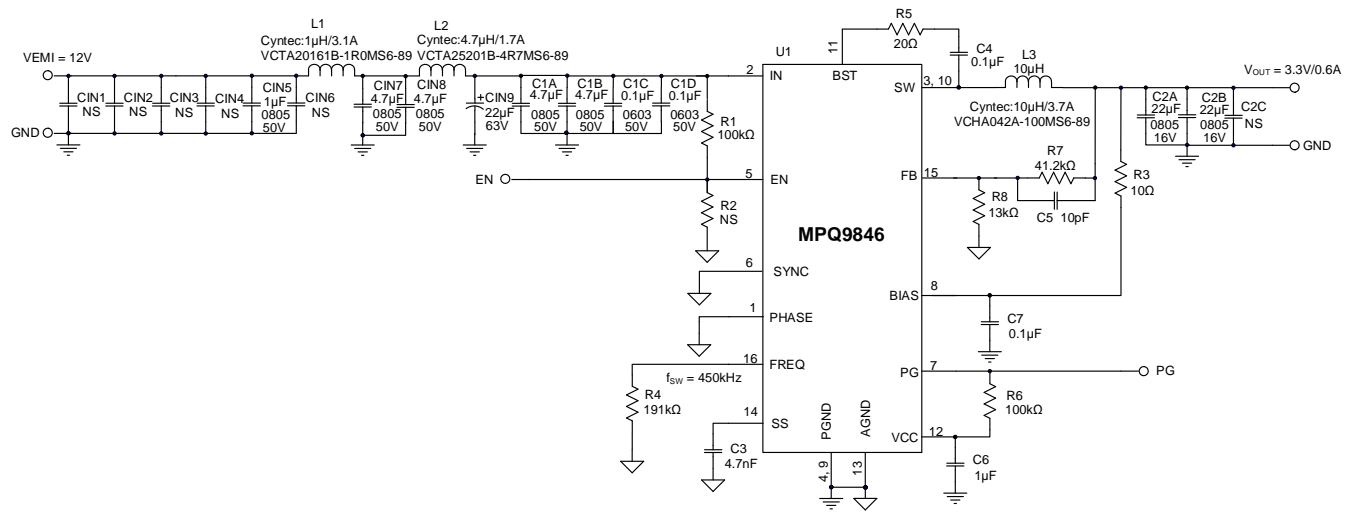 L1
Cyntec:1µH/3.1A
VCTA20161B-1R0MS6-89
L2
Cyntec:4.7µH/1.7A
VCTA25201B-4R7MS6-89
VEMI = 12V
GND
CIN1
NS
CIN2
NS
CIN3
NS
CIN4
NS
CIN5
1µF
0805
50V
CIN6
NS
CIN7
4.7µF
0805
50V
CIN8
4.7µF
0805
50V
+
CIN9
22µF
63V
C1A
4.7µF
0805
50V
C1B
4.7µF
0805
50V
C1C
0.1µF
0603
50V
C1D
0.1µF
0603
50V
R1
100kΩ
EN
R2
NS
U1
MPQ9846
2
IN
5
EN
6
SYNC
1
PHASE
16
FREQ
fSW = 450kHz
R4
191kΩ
14
SS
C3
4.7nF
11
BST
R5
20Ω
C4
0.1µF
SW
3, 10
L3
10µH
Cyntec:10µH/3.7A
VCHA042A-100MS6-89
VOUT = 3.3V/0.6A
C2A
22µF
0805
16V
C2B
22µF
0805
16V
C2C
NS
GND
FB
15
R7
41.2kΩ
R8
13kΩ
C5
10pF
R3
10Ω
BIAS
8
C7
0.1µF
PG
7
PG
R6
100kΩ
VCC
12
C6
1µF
PGND
4, 9
AGND
13